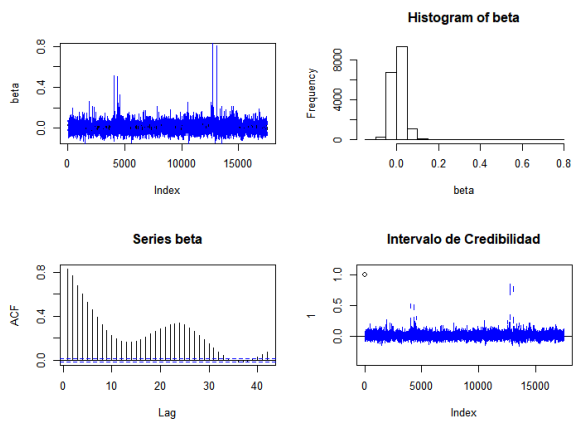 0.0 0.4 0.8
beta
0 5000 10000 15000
Index
Histogram of beta
0 4000 8000
Frequency
0.0 0.2 0.4 0.6 0.8
beta
Series beta
0.0 0.4 0.8
ACF
0 10 20 30 40
Lag
Intervalo de Credibilidad
0.0 0.5 1.0
1
0 5000 10000 15000
Index